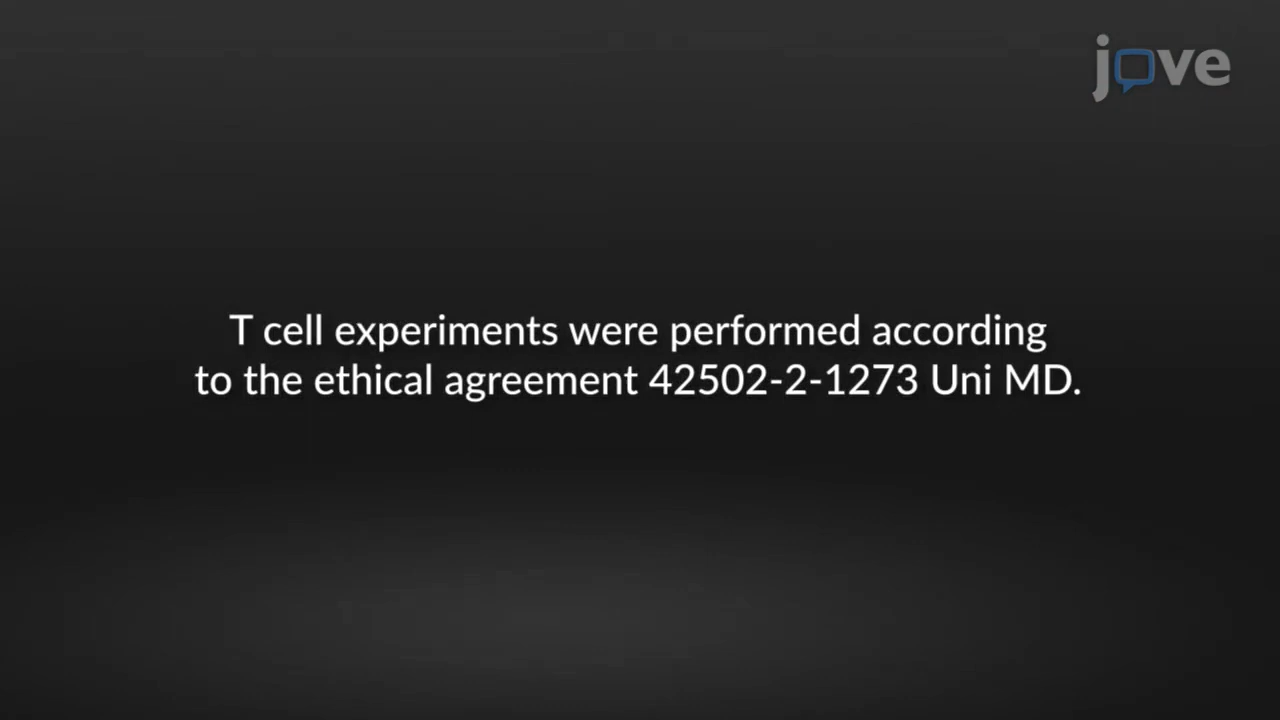 jove
T cell experiments were performed according
to the ethical agreement 42502-2-1273 Uni MD.